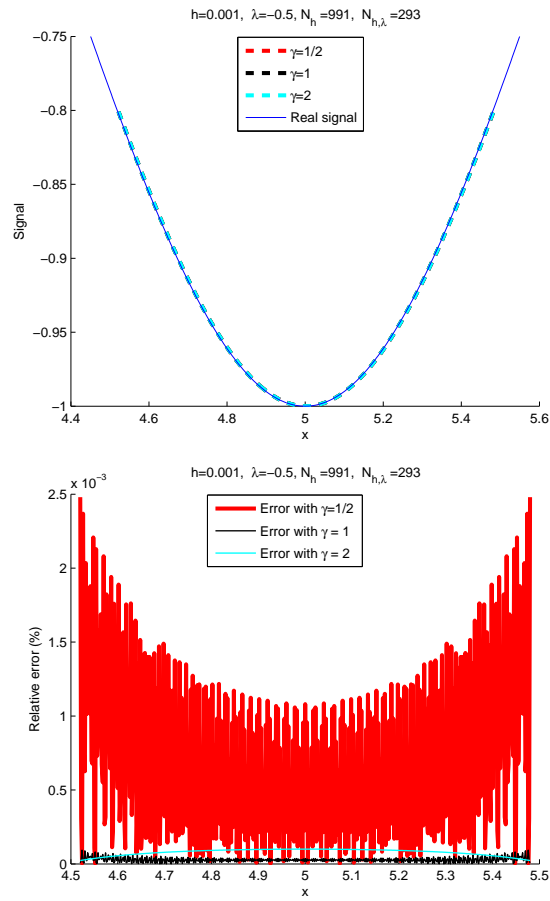 h=0.001, λ=-0.5, N_h =991, N_{h,λ} =293
-0.75
-0.8
-0.85
-0.9
-0.95
-1
Signal
γ=1/2
γ=1
γ=2
Real signal
4.4 4.6 4.8 5 5.2 5.4 5.6
x
h=0.001, λ=-0.5, N_h =991, N_{h,λ} =293
x 10^{-3}
2.5
2
1.5
1
0.5
0
Relative error (%)
Error with γ=1/2
Error with γ = 1
Error with γ = 2
4.5 4.6 4.7 4.8 4.9 5 5.1 5.2 5.3 5.4 5.5
x